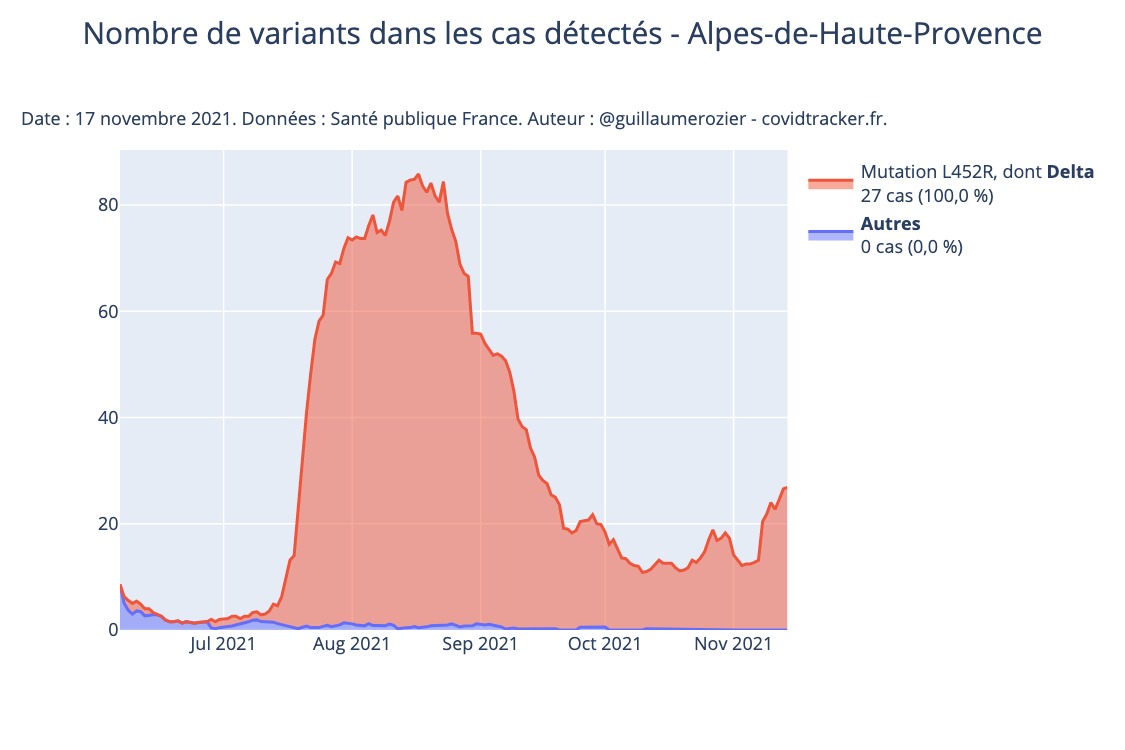 Nombre de variants dans les cas détectés - Alpes-de-Haute-Provence
Date : 17 novembre 2021. Données : Santé publique France. Auteur : @guillaumerozier - covidtracker.fr.
Mutation L452R, dont Delta
27 cas (100,0 %)
Autres
0 cas (0,0 %)
80
60
40
20
0
Jul 2021
Aug 2021
Sep 2021
Oct 2021
Nov 2021